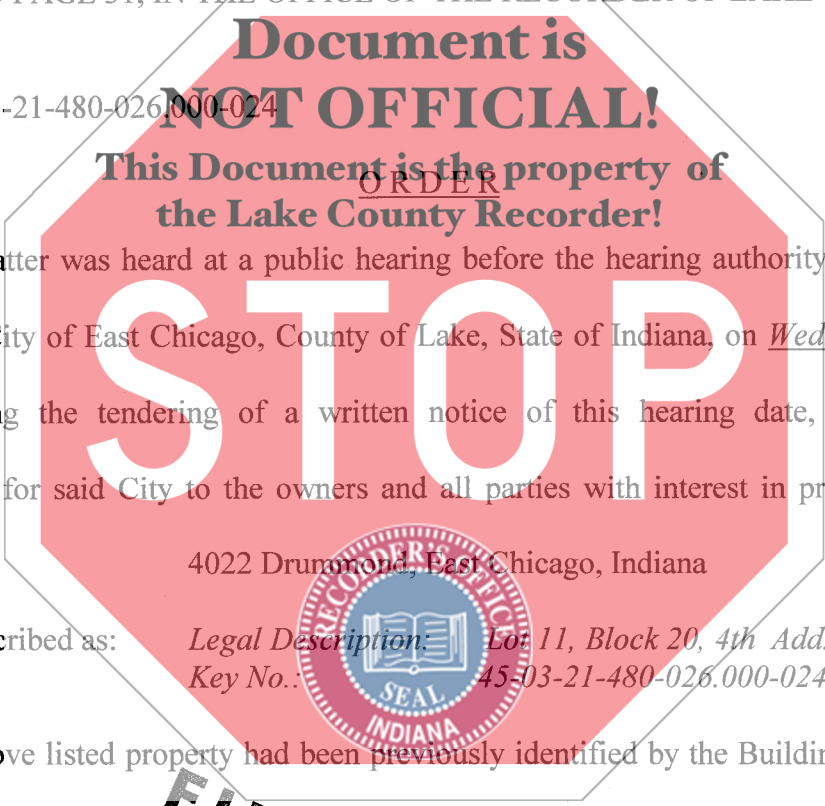 PAGE 31, IN THE OFFICE OF THE RECORDER OF LAKE
Document is
-21-480-026.000-024
NOT OFFICIAL!
This Document is the property of
ORDER
the Lake County Recorder!
atter was heard at a public hearing before the hearing authority
City of East Chicago, County of Lake, State of Indiana, on Wed
STOP
g the tendering of a written notice of this hearing date,
for said City to the owners and all parties with interest in pr
4022 Drummond, East Chicago, Indiana
RECORDER'S OFFICE
cribed as: Legal Description: Lot 11, Block 20, 4th Add.
Key No.: 45-03-21-480-026.000-024
SEAL
INDIANA
ove listed property had been previously identified by the Buildin